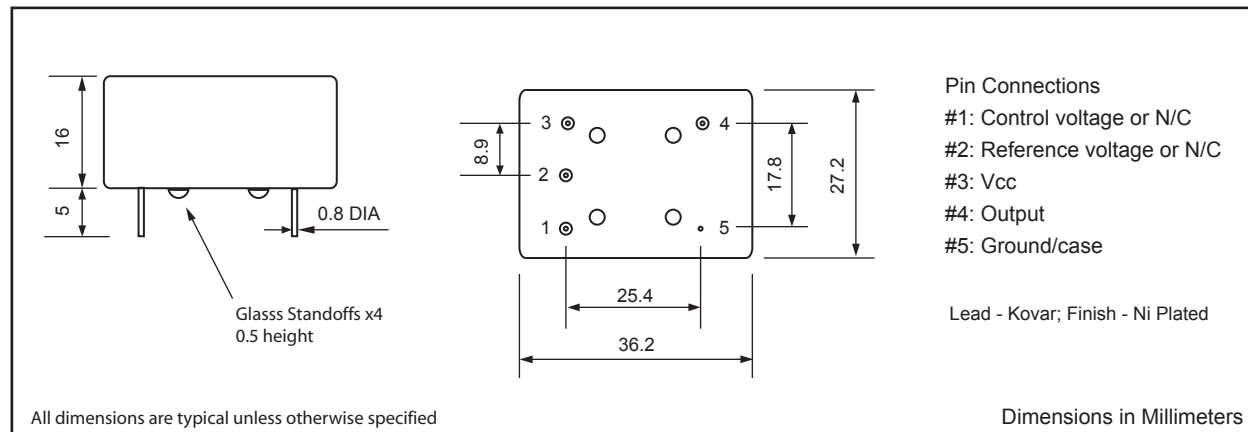 16
5
0.8 DIA
Glasss Standoffs x4
0.5 height
3
4
2
1
5
8.9
17.8
27.2
25.4
36.2
Pin Connections
#1: Control voltage or N/C
#2: Reference voltage or N/C
#3: Vcc
#4: Output
#5: Ground/case
Lead - Kovar; Finish - Ni Plated
All dimensions are typical unless otherwise specified
Dimensions in Millimeters